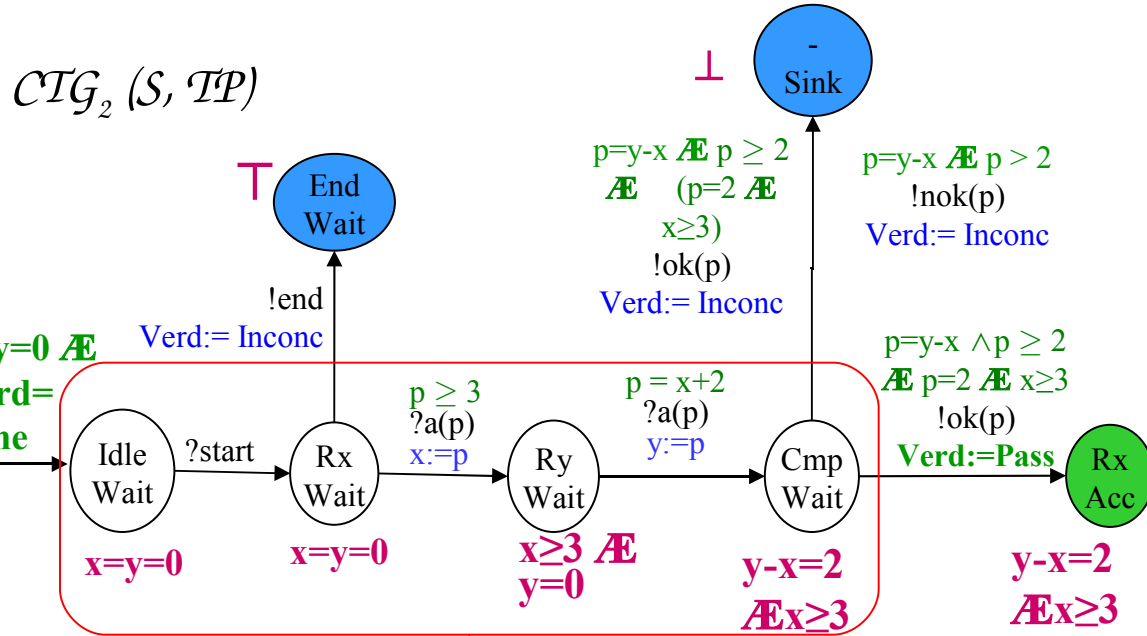 CTG₂ (S, TP)
⊤
End
Wait
⊥
-
Sink
p=y-x Æ p ≥ 2
Æ (p=2 Æ
x≥3)
!ok(p)
Verd:= Inconc
p=y-x Æ p > 2
!nok(p)
Verd:= Inconc
!end
Verd:= Inconc
y=0 Æ
rd=
ne
Idle
Wait
?start
Rx
Wait
p ≥ 3
?a(p)
x:=p
Ry
Wait
p = x+2
?a(p)
y:=p
Cmp
Wait
p=y-x ∧p ≥ 2
Æ p=2 Æ x≥3
!ok(p)
Verd:=Pass
Rx
Acc
x=y=0
x=y=0
x≥3 Æ
y=0
y-x=2
Æx≥3
y-x=2
Æx≥3